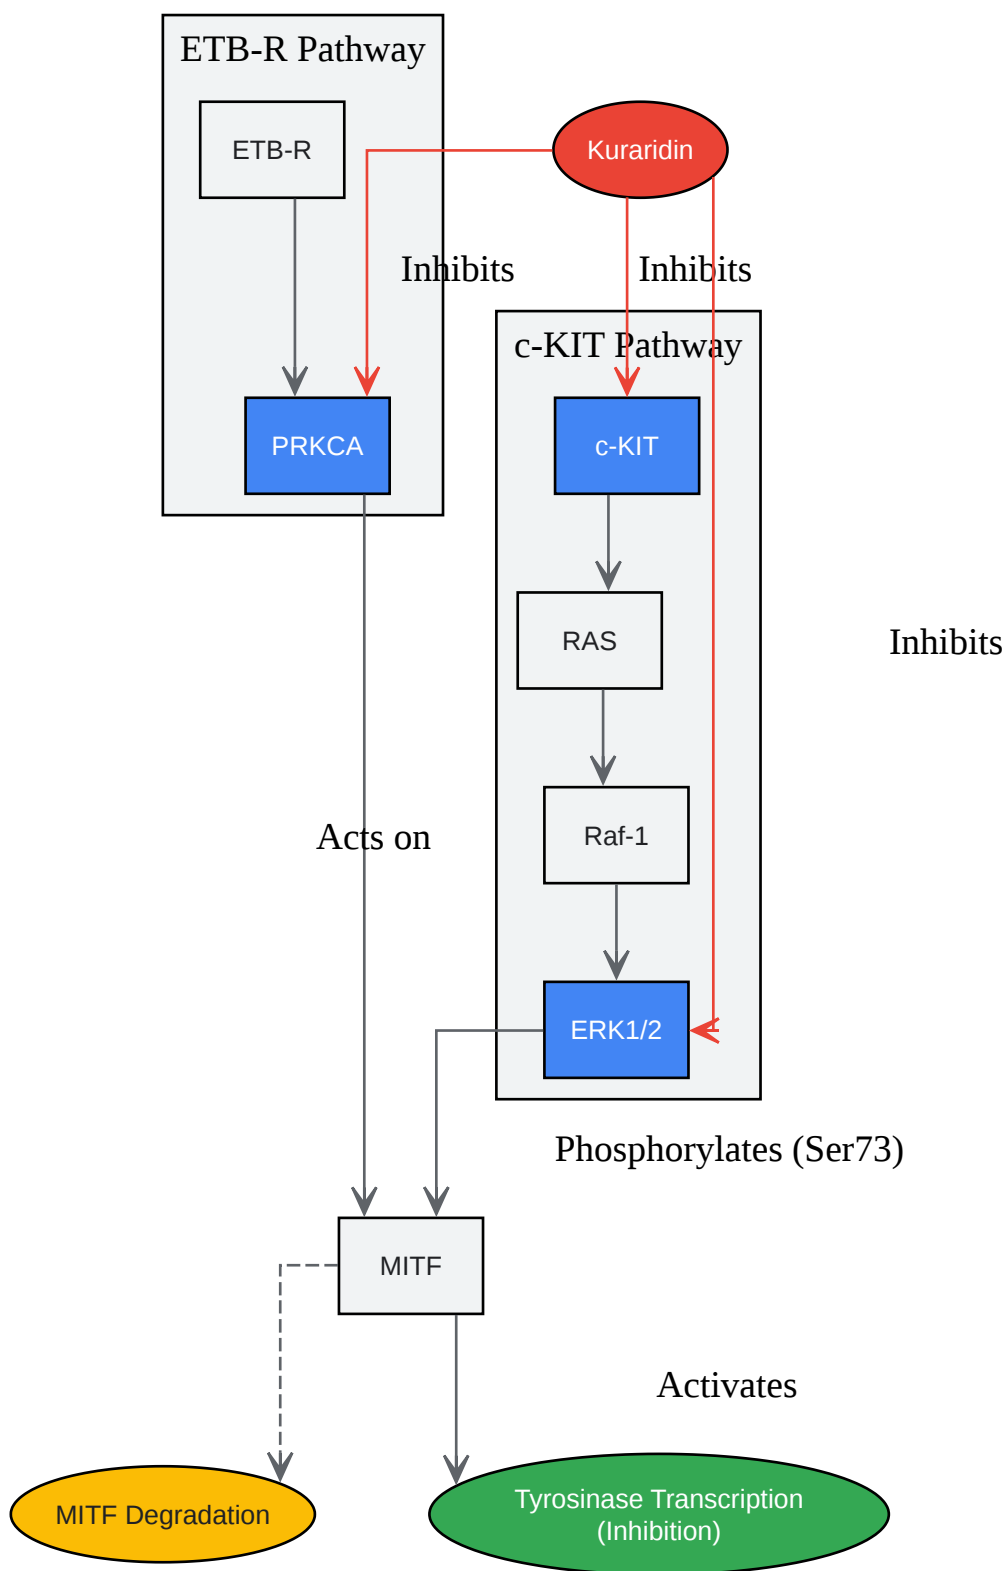 ETB-R Pathway
ETB-R
Kuraridin
Inhibits
Inhibits
c-KIT Pathway
PRKCA
c-KIT
RAS
Inhibits
Acts on
Raf-1
ERK1/2
Phosphorylates (Ser73)
MITF
Activates
MITF Degradation
Tyrosinase Transcription
(Inhibition)